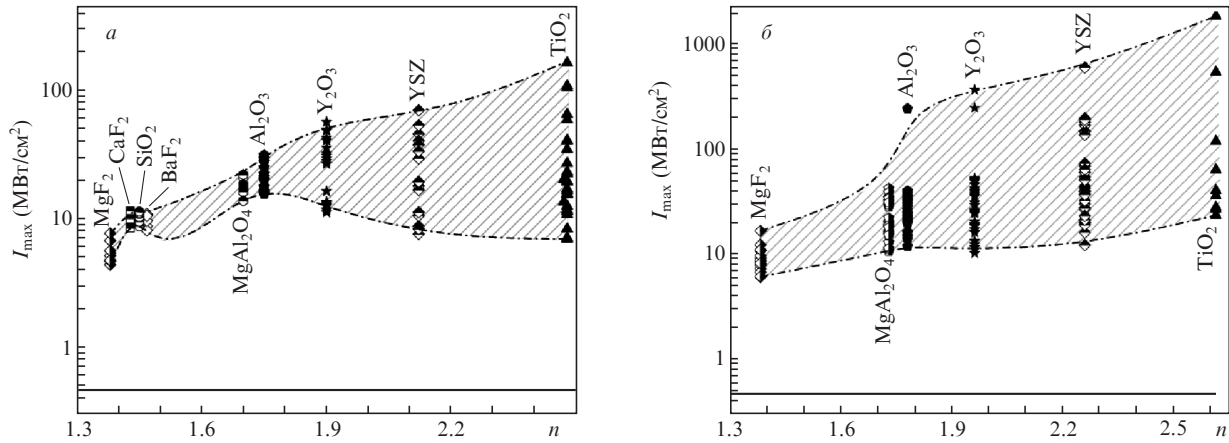 а
I_max (МВт/см²)
100
10
1
1.3
1.6
1.9
2.2
n
MgF₂
CaF₂
SiO₂
BaF₂
MgAl₂O₄
Al₂O₃
Y₂O₃
YSZ
TiO₂
б
I_max (МВт/см²)
1000
100
10
1
1.3
1.6
1.9
2.2
2.5
n
MgF₂
MgAl₂O₄
Al₂O₃
Y₂O₃
YSZ
TiO₂